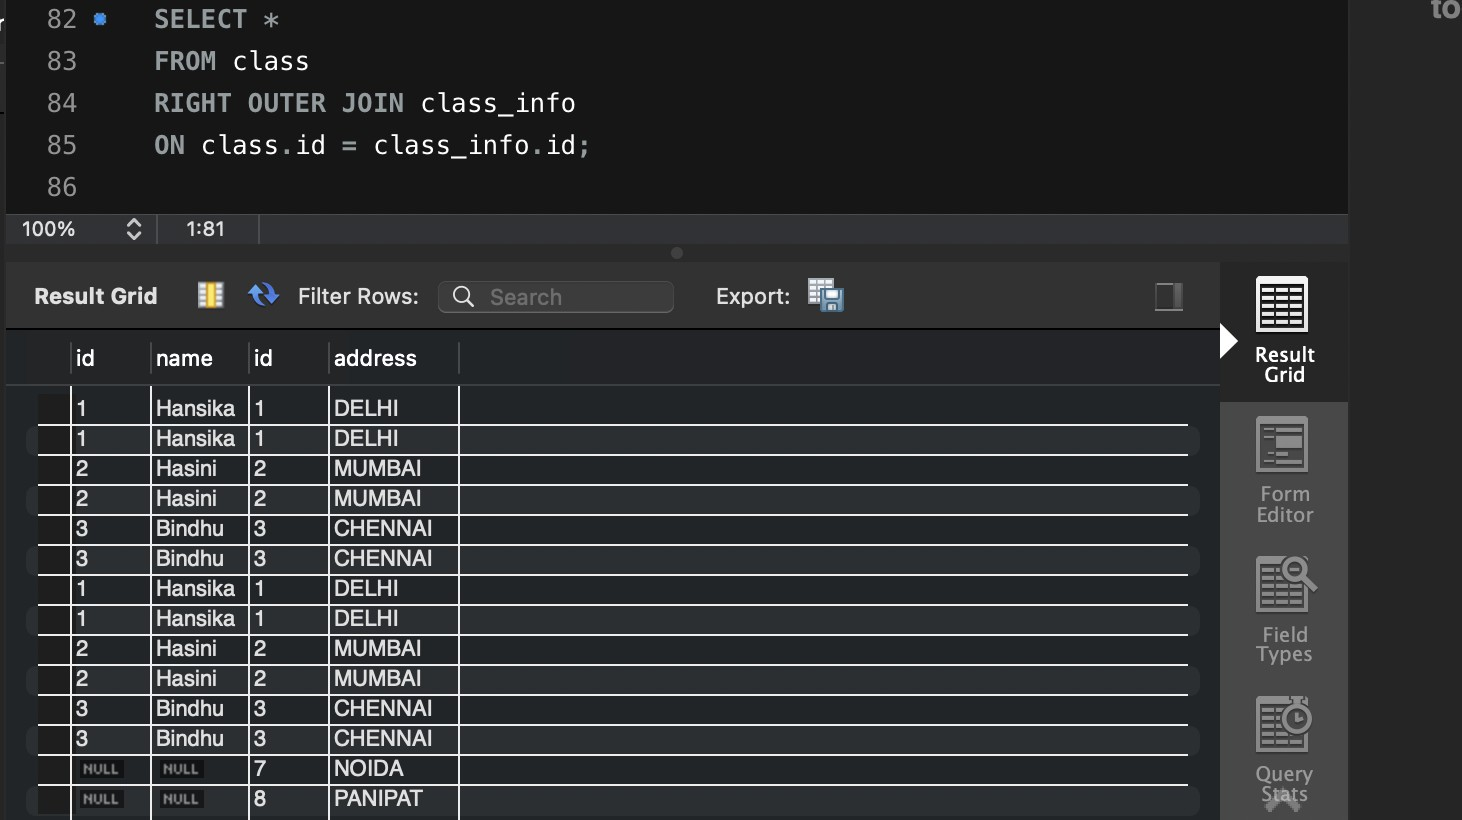 to
82 SELECT *
83 FROM class
84 RIGHT OUTER JOIN class_info
85 ON class.id = class_info.id;
86
100% 1:81
Result Grid Filter Rows: Search Export:
id name id address
1 Hansika 1 DELHI
1 Hansika 1 DELHI
2 Hasini 2 MUMBAI
2 Hasini 2 MUMBAI
3 Bindhu 3 CHENNAI
3 Bindhu 3 CHENNAI
1 Hansika 1 DELHI
1 Hansika 1 DELHI
2 Hasini 2 MUMBAI
2 Hasini 2 MUMBAI
3 Bindhu 3 CHENNAI
3 Bindhu 3 CHENNAI
NULL NULL 7 NOIDA
NULL NULL 8 PANIPAT
Result
Grid
Form
Editor
Field
Types
Query
Stats